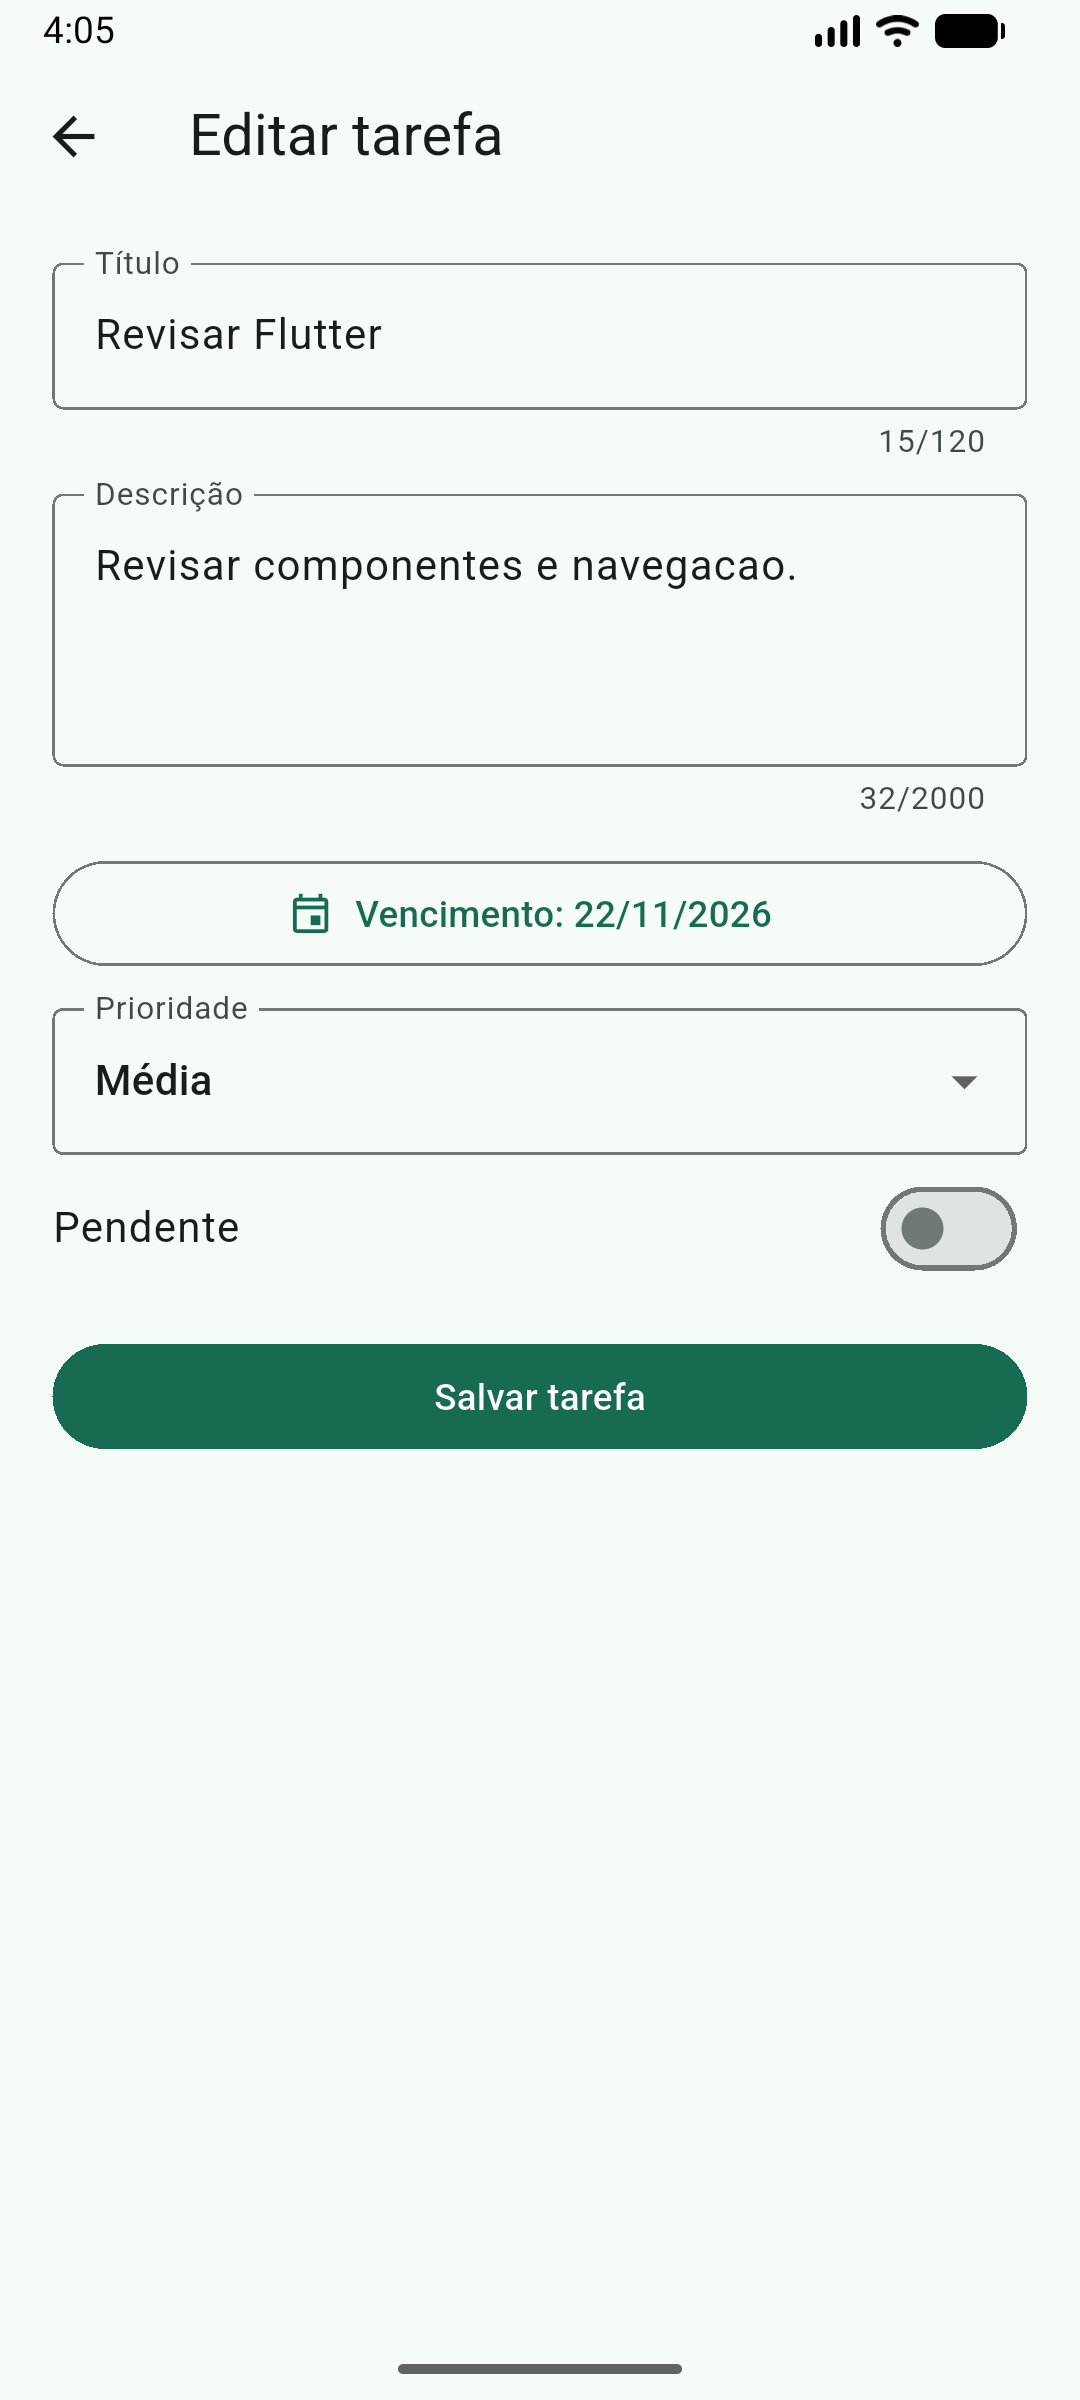 4:05
Editar tarefa
Título
Revisar Flutter
15/120
Descrição
Revisar componentes e navegacao.
32/2000
Vencimento: 22/11/2026
Prioridade
Média
Pendente
Salvar tarefa